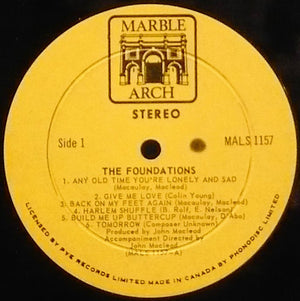 MARBLE
ARCH
STEREO
Side 1
MALS 1157
THE FOUNDATIONS
1. ANY OLD TIME YOU'RE LONELY AND SAD
(Macaulay, Macleod)
2. GIVE ME LOVE (Colin Young)
3. BACK ON MY FEET AGAIN (Macaulay, Macleod)
4. HARLEM SHUFFLE (B. Ralf, E. Nelson)
5. BUILD ME UP BUTTERCUP (Macaulay, D'Abo)
6. TOMORROW (Composer Unknown)
Produced by John Macleod
Accompaniment Directed by
John Macleod
LICENSED BY PYE RECORDS LIMITED MADE IN CANADA BY PHONODISC LIMITED